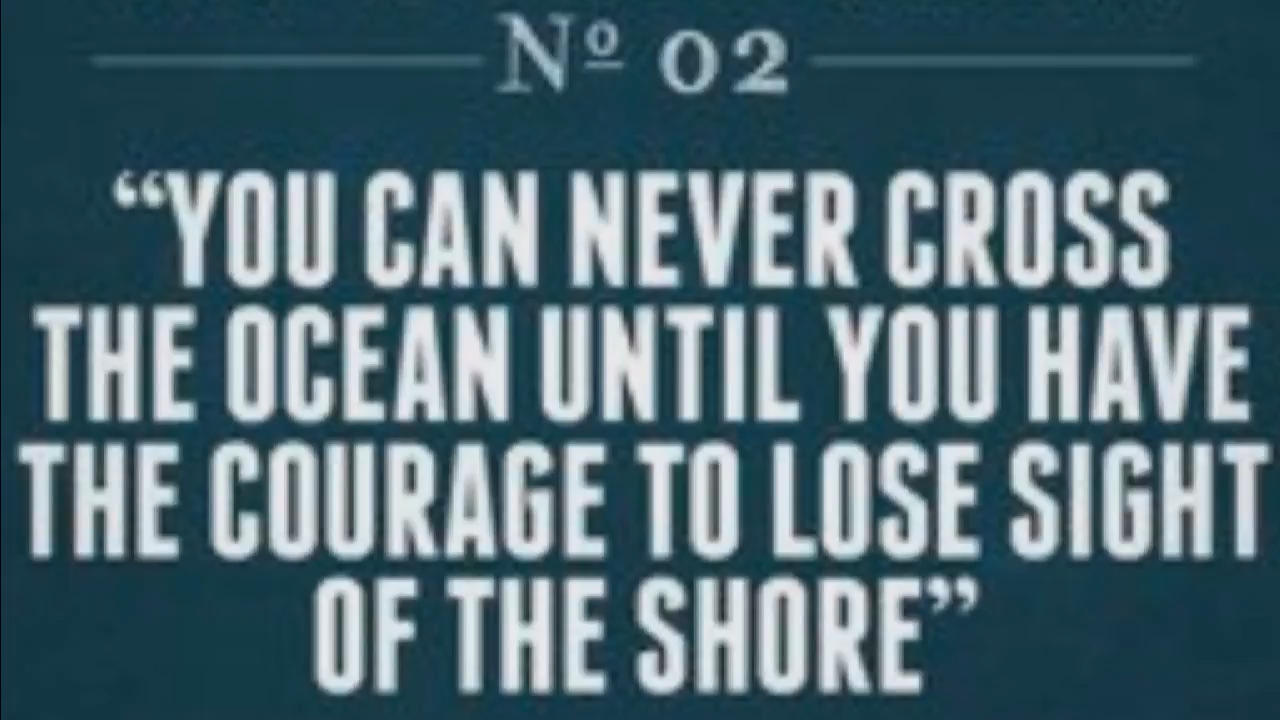 Nº 02
“YOU CAN NEVER CROSS
THE OCEAN UNTIL YOU HAVE
THE COURAGE TO LOSE SIGHT
OF THE SHORE”